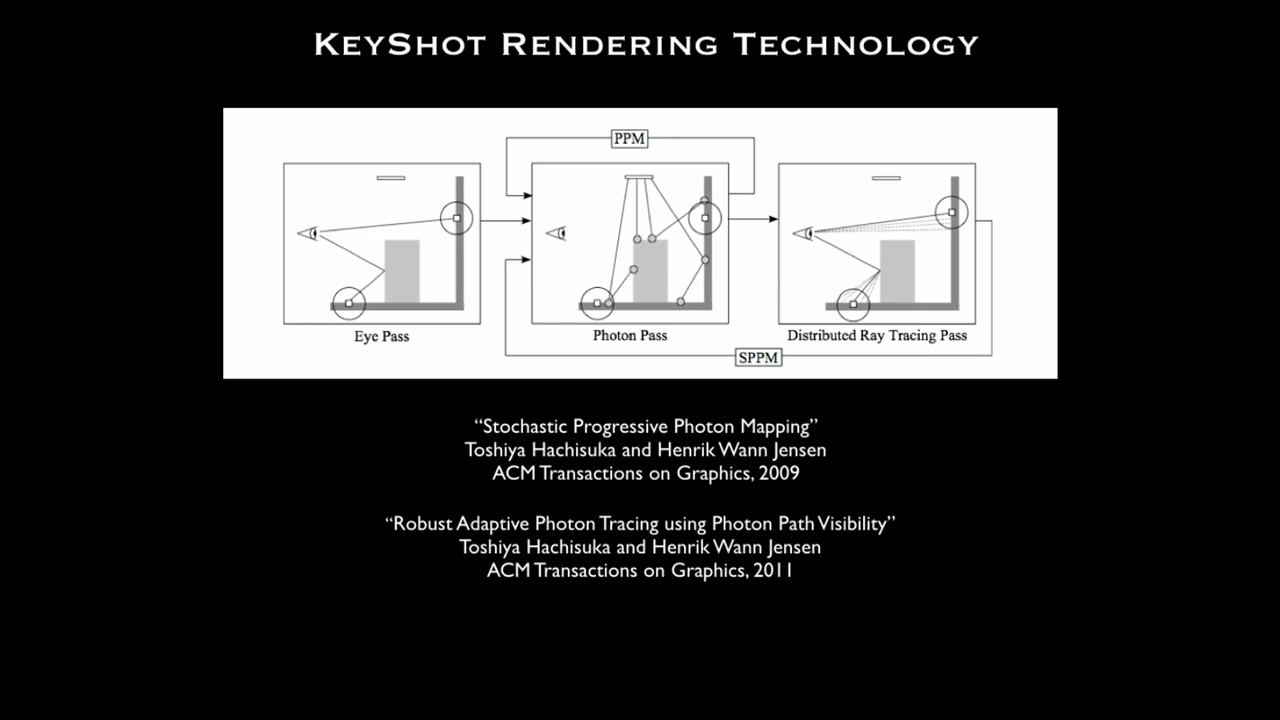 KEYSHOT RENDERING TECHNOLOGY
PPM
Eye Pass
Photon Pass
Distributed Ray Tracing Pass
SPPM
“Stochastic Progressive Photon Mapping”
Toshiya Hachisuka and Henrik Wann Jensen
ACM Transactions on Graphics, 2009
“Robust Adaptive Photon Tracing using Photon Path Visibility”
Toshiya Hachisuka and Henrik Wann Jensen
ACM Transactions on Graphics, 2011